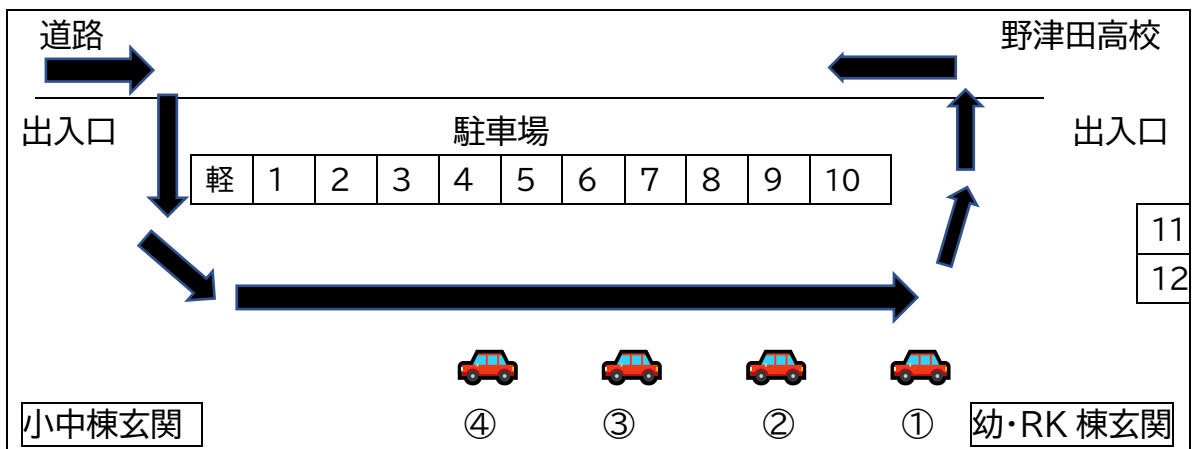 道路 野津田高校
出入口 駐車場 出入口
軽 1 2 3 4 5 6 7 8 9 10
11
12
④ ③ ② ①
小中棟玄関 幼・RK 棟玄関